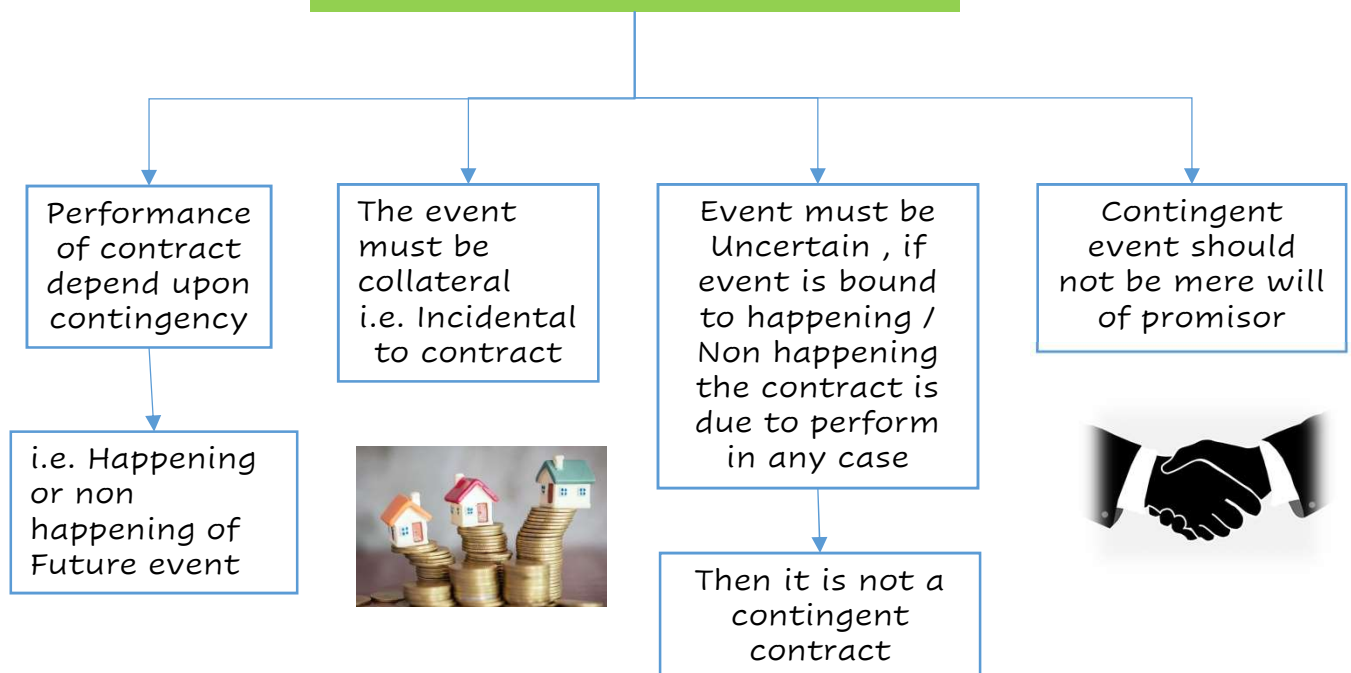 Performance
of contract
depend upon
contingency
i.e. Happening
or non
happening of
Future event
The event
must be
collateral
i.e. Incidental
to contract
Event must be
Uncertain , if
event is bound
to happening /
Non happening
the contract is
due to perform
in any case
Then it is not a
contingent
contract
Contingent
event should
not be mere will
of promisor